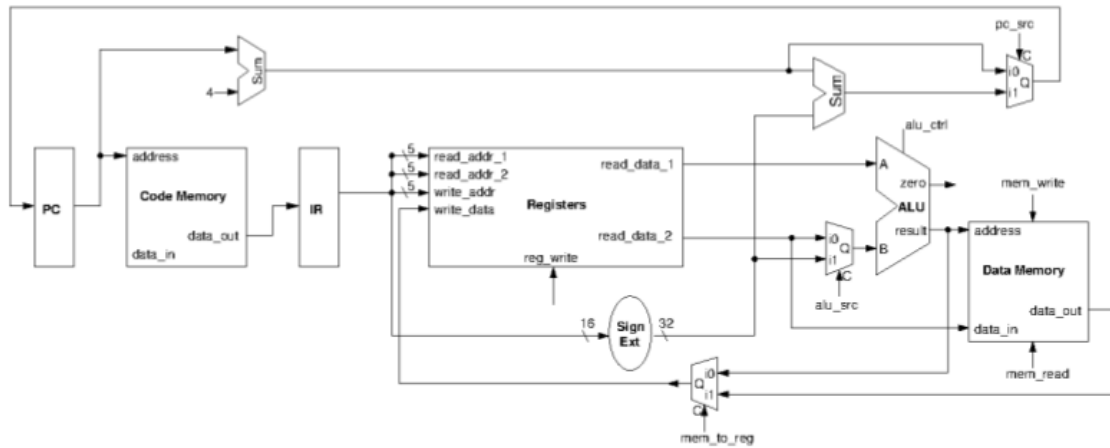 pc_src
C
i0
Q
i1
Sum
4
Sum
alu_ctrl
address
Code Memory
data_out
data_in
PC
IR
5
read_addr_1
5
read_addr_2
5
write_addr
write_data
Registers
read_data_1
read_data_2
reg_write
A
zero
ALU
result
B
i0
Q
i1
C
alu_src
mem_write
address
Data Memory
data_out
data_in
mem_read
16
Sign
Ext
32
i0
Q
i1
C
mem_to_reg